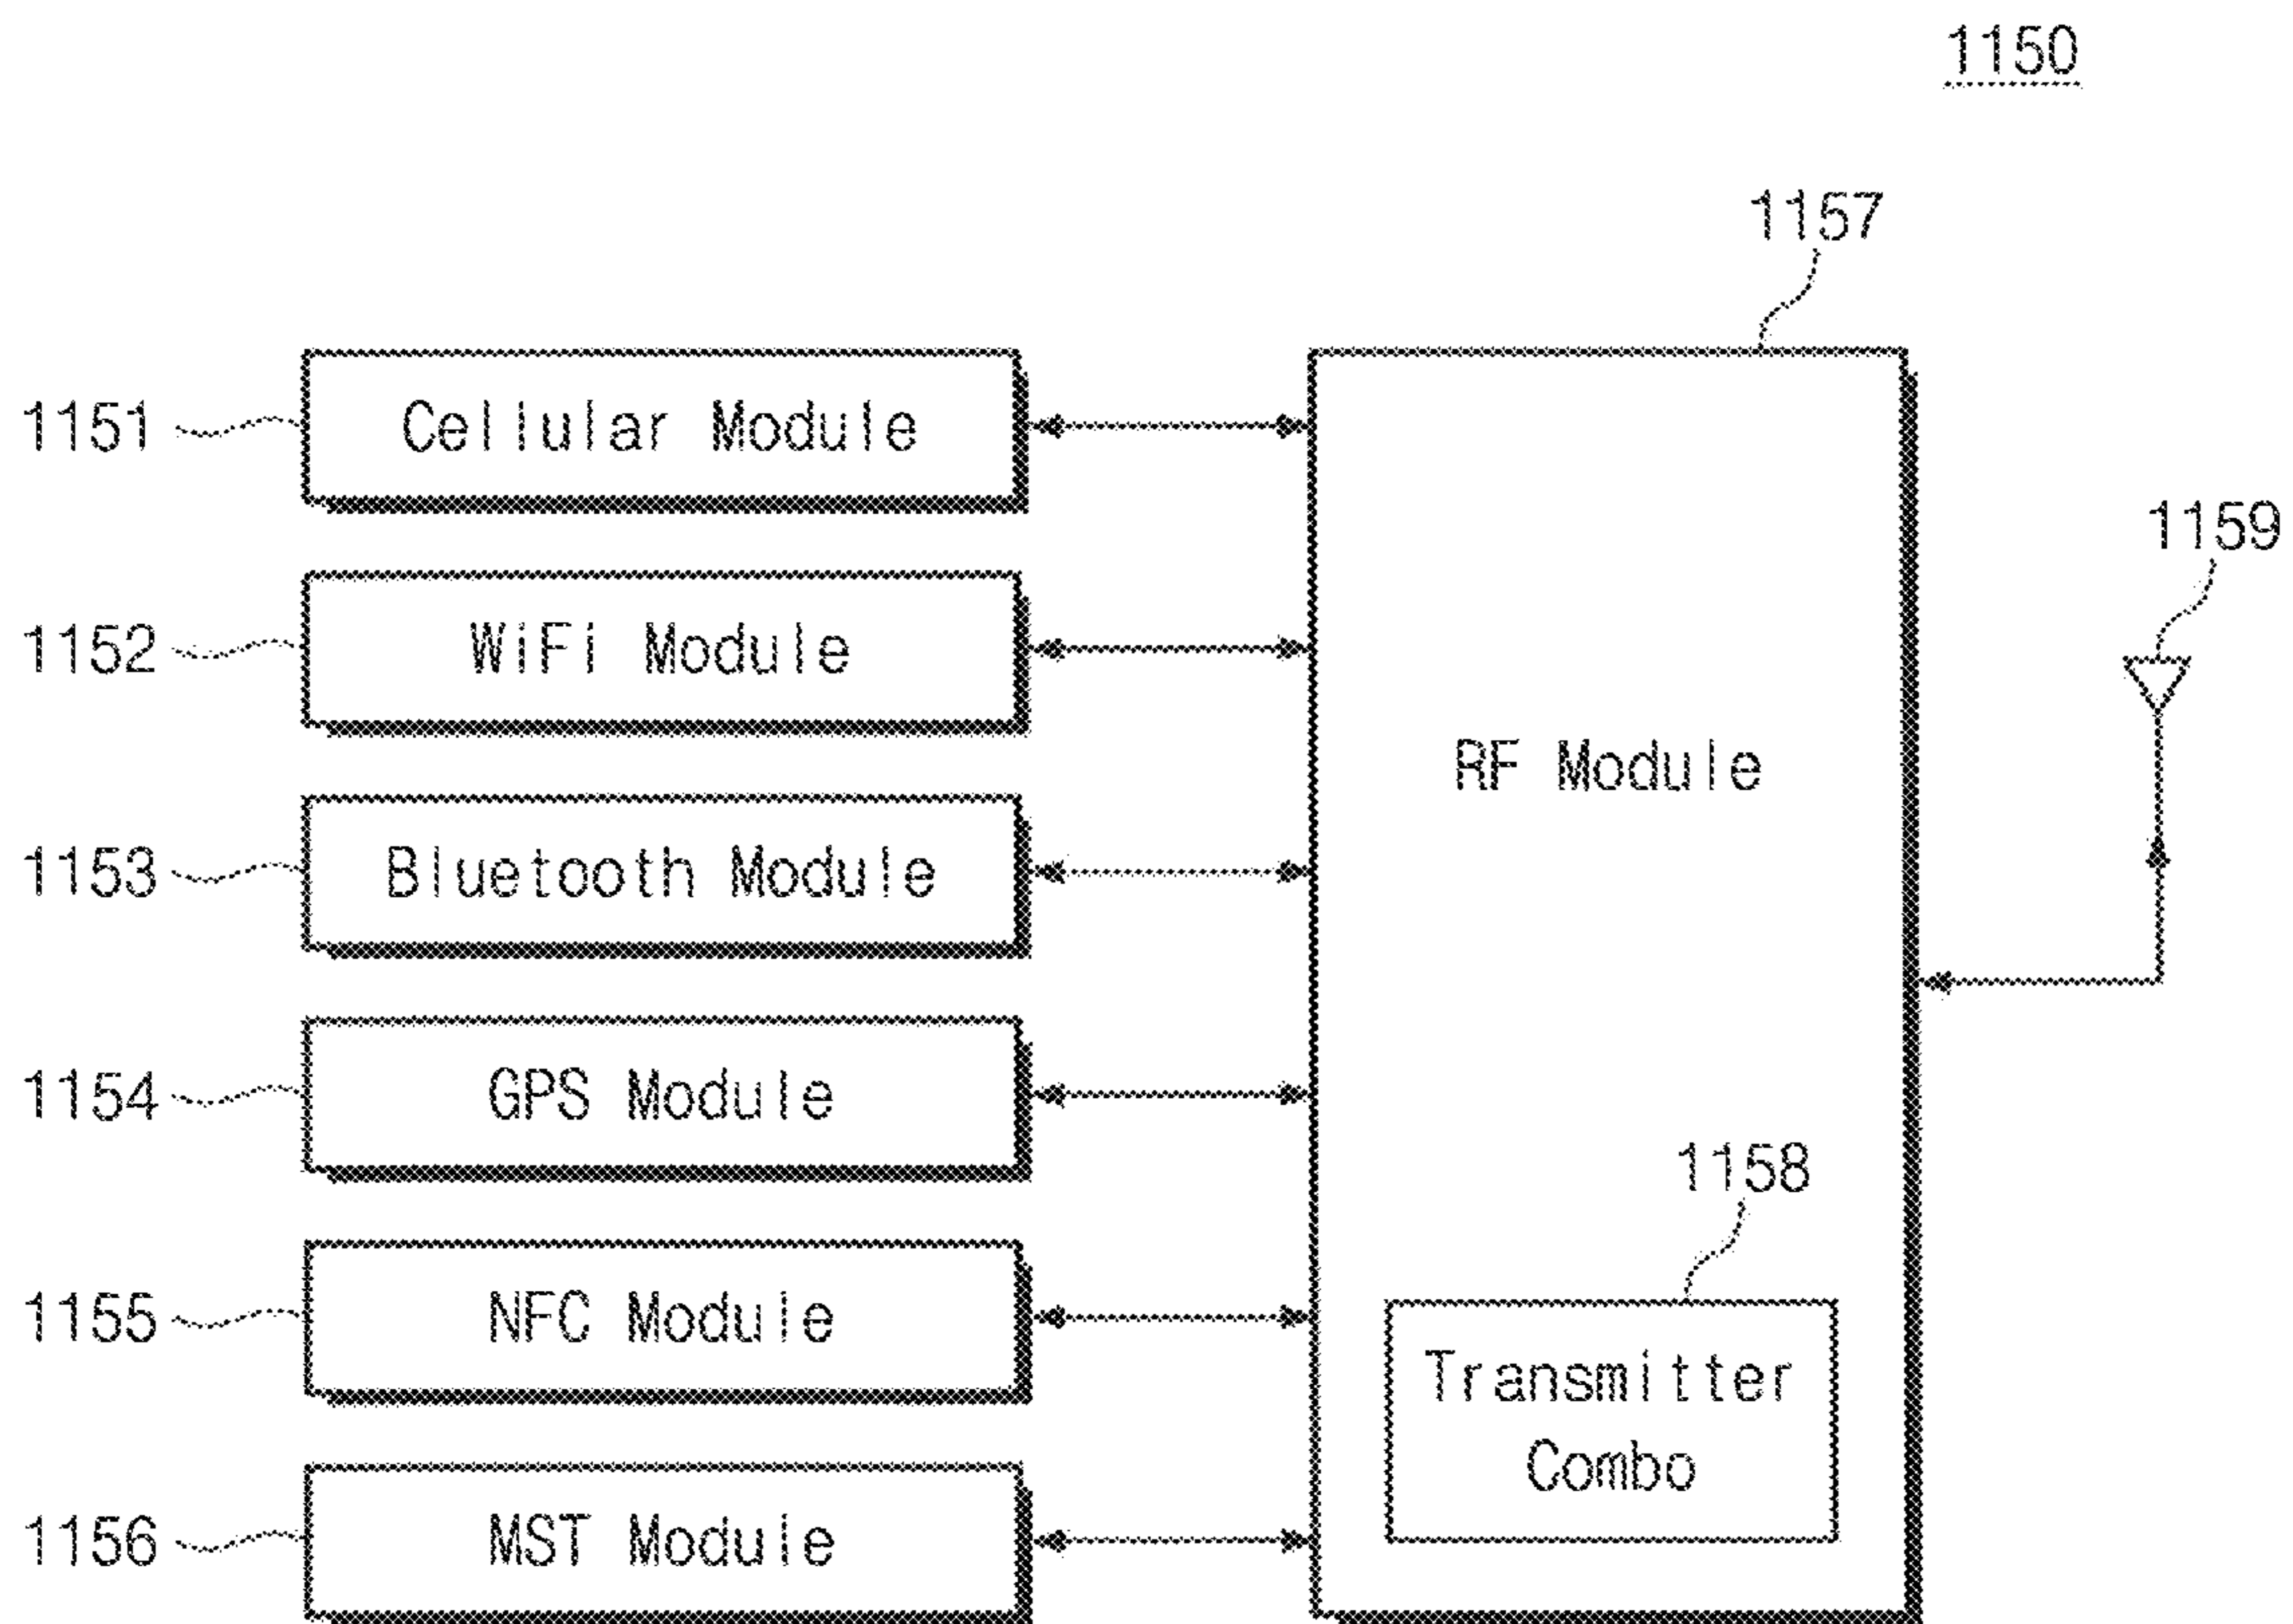 1150
1157
1151
Cellular Module
1159
1152
WiFi Module
RF Module
1153
Bluetooth Module
1154
GPS Module
1158
1155
NFC Module
Transmitter
Combo
1156
MST Module